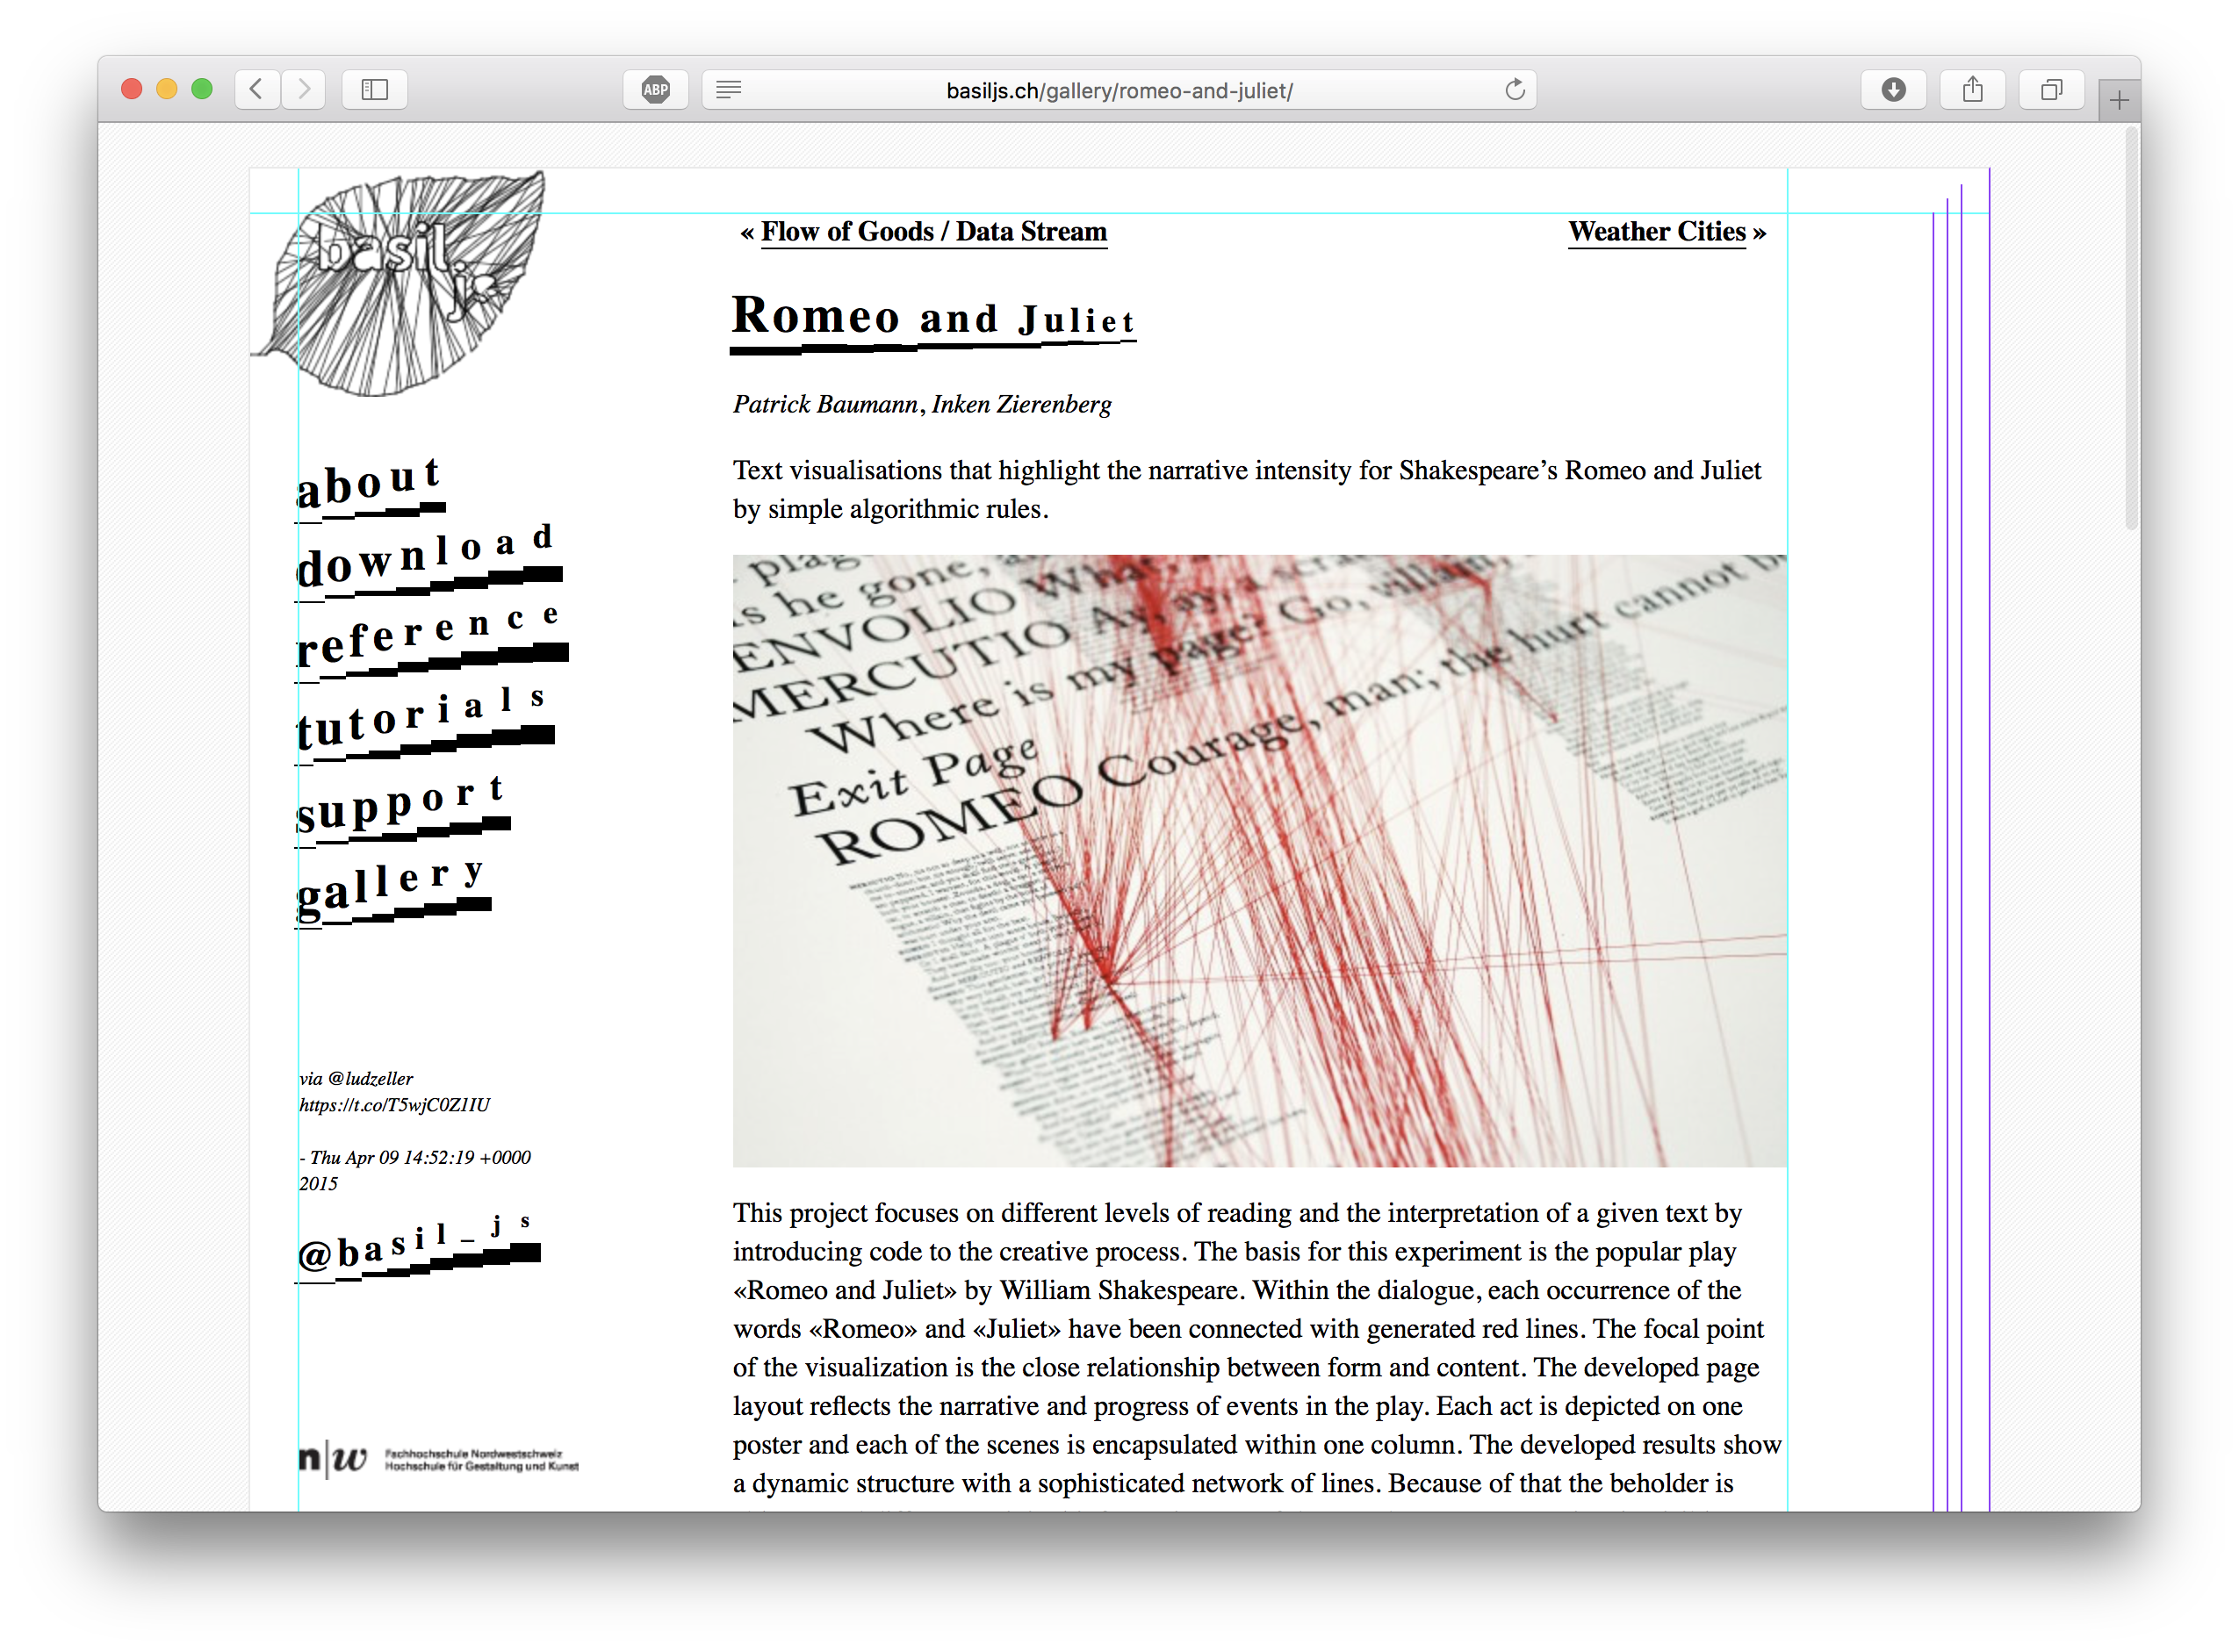 ABP
basiljs.ch/gallery/romeo-and-juliet/
basil
js
« Flow of Goods / Data Stream
Weather Cities »
Romeo and Juliet
Patrick Baumann, Inken Zierenberg
Text visualisations that highlight the narrative intensity for Shakespeare’s Romeo and Juliet
by simple algorithmic rules.
about
download
reference
tutorials
support
gallery
is he gone,
ENVOLIO What,
MERCUTIO Ay, ay, a
Where is my page? Go, villain,
Exit Page
ROMEO Courage, man; the hurt cannot
via @ludzeller
https://t.co/T5wjC0Z1IU
- Thu Apr 09 14:52:19 +0000
2015
@basil_js
n|w Fachhochschule Nordwestschweiz
Hochschule für Gestaltung und Kunst
This project focuses on different levels of reading and the interpretation of a given text by
introducing code to the creative process. The basis for this experiment is the popular play
«Romeo and Juliet» by William Shakespeare. Within the dialogue, each occurrence of the
words «Romeo» and «Juliet» have been connected with generated red lines. The focal point
of the visualization is the close relationship between form and content. The developed page
layout reflects the narrative and progress of events in the play. Each act is depicted on one
poster and each of the scenes is encapsulated within one column. The developed results show
a dynamic structure with a sophisticated network of lines. Because of that the beholder is